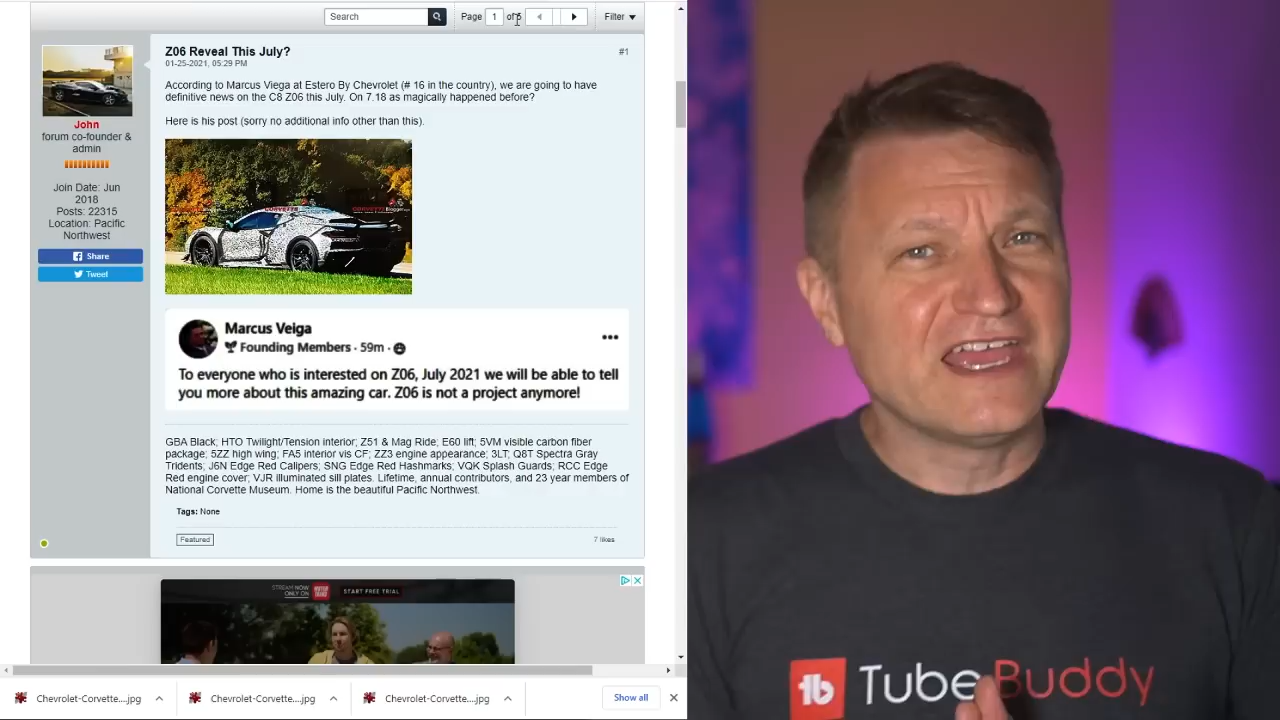 Search
Page 1 of 5
Filter
Z06 Reveal This July?
#1
01-25-2021, 05:29 PM
According to Marcus Viega at Estero By Chevrolet (# 16 in the country), we are going to have
definitive news on the C8 Z06 this July. On 7.18 as magically happened before?
Here is his post (sorry no additional info other than this).
John
forum co-founder &
admin
Join Date: Jun
2018
Posts: 22315
Location: Pacific
Northwest
Share
Tweet
CORVETTE
CORVETTEBlogger.com
Marcus Veiga
Founding Members · 59m ·
To everyone who is interested on Z06, July 2021 we will be able to tell
you more about this amazing car. Z06 is not a project anymore!
GBA Black; HTO Twilight/Tension interior; Z51 & Mag Ride; E60 lift; 5VM visible carbon fiber
package; 5ZZ high wing; FA5 interior vis CF; ZZ3 engine appearance; 3LT; Q8T Spectra Gray
Tridents; J6N Edge Red Calipers; SNG Edge Red Hashmarks; VQK Splash Guards; RCC Edge
Red engine cover; VJR illuminated sill plates. Lifetime, annual contributors, and 23 year members of
National Corvette Museum. Home is the beautiful Pacific Northwest.
Tags: None
Featured
7 likes
STREAM NOW
ONLY ON
MOTOR
TREND
START FREE TRIAL
Chevrolet-Corvette....jpg
Chevrolet-Corvette....jpg
Chevrolet-Corvette....jpg
Show all
tb TubeBuddy